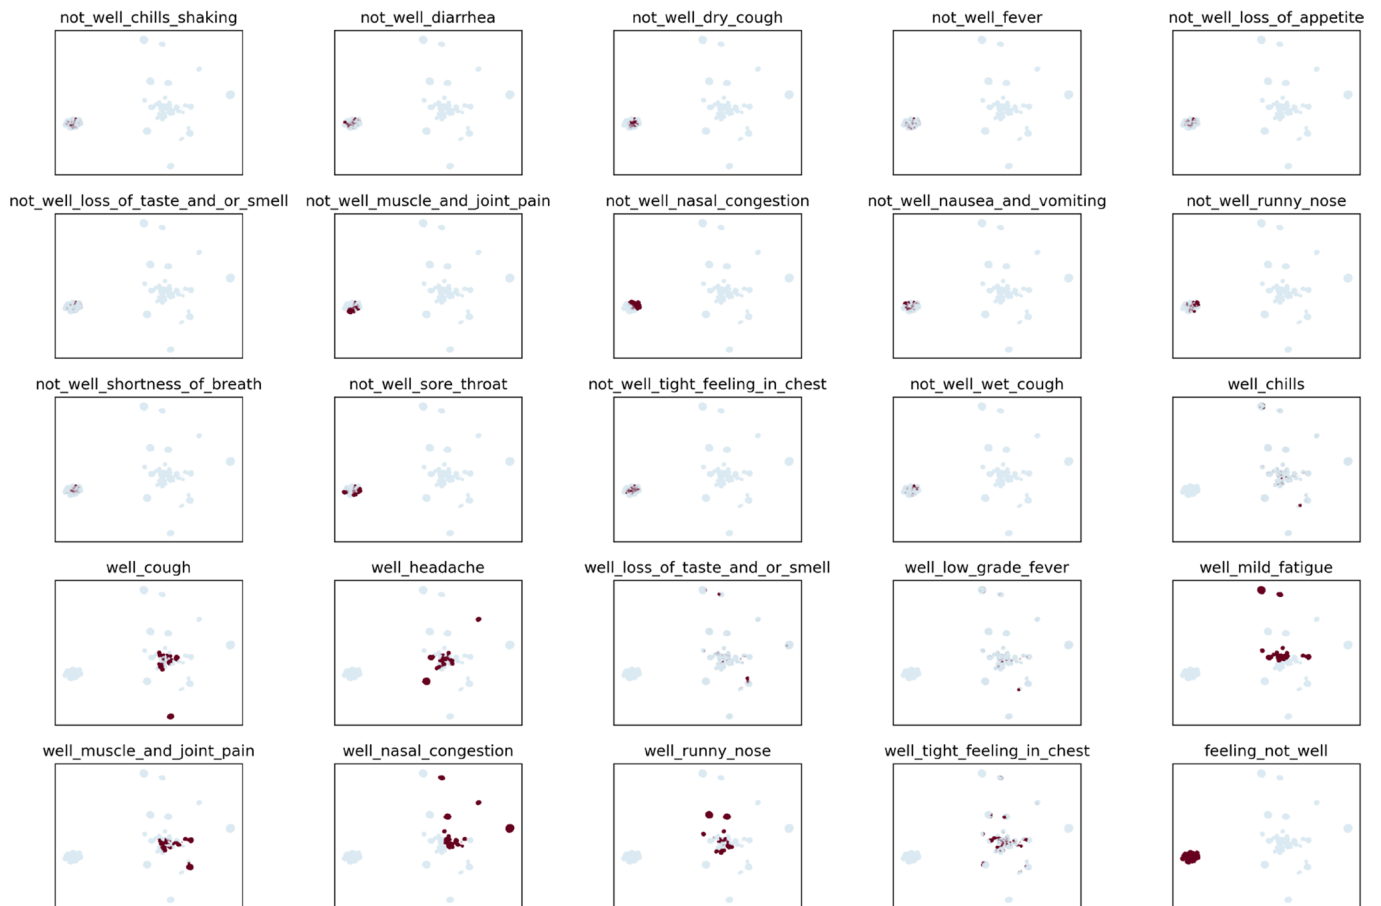 not_well_chills_shaking
not_well_diarrhea
not_well_dry_cough
not_well_fever
not_well_loss_of_appetite
not_well_loss_of_taste_and_or_smell
not_well_muscle_and_joint_pain
not_well_nasal_congestion
not_well_nausea_and_vomiting
not_well_runny_nose
not_well_shortness_of_breath
not_well_sore_throat
not_well_tight_feeling_in_chest
not_well_wet_cough
well_chills
well_cough
well_headache
well_loss_of_taste_and_or_smell
well_low_grade_fever
well_mild_fatigue
well_muscle_and_joint_pain
well_nasal_congestion
well_runny_nose
well_tight_feeling_in_chest
feeling_not_well